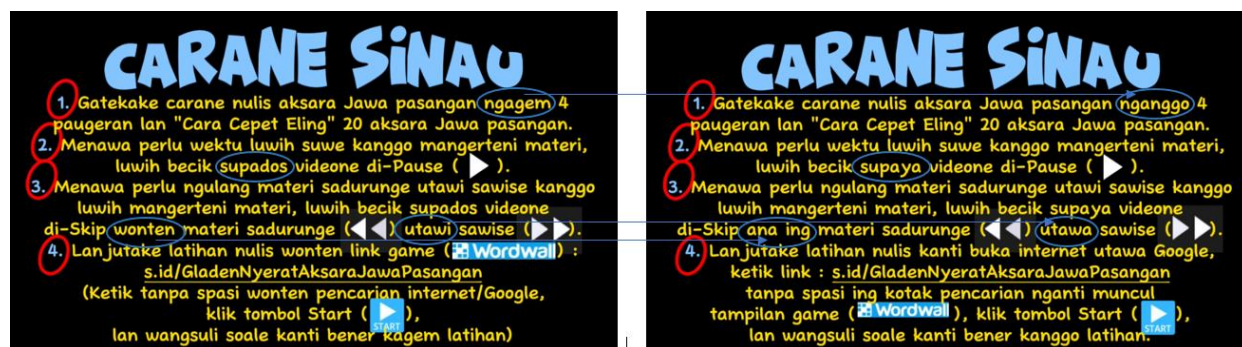 CARANE SiNAU
1. Gatekake carane nulis aksara Jawa pasangan ngagem 4
paugeran lan "Cara Cepet Eling" 20 aksara Jawa pasangan.
2. Menawa perlu wektu luwih suwe kanggo mangerteni materi,
luwih becik supados videone di-Pause ( ).
3. Menawa perlu ngulang materi sadurunge utawi sawise kanggo
luwih mangerteni materi, luwih becik supados videone
di-Skip wonten materi sadurunge ( ) utawi sawise ( ).
4. Lanjutake latihan nulis wonten link game ( Wordwall ) :
s.id/GladenNyeratAksaraJawaPasangan
(Ketik tanpa spasi wonten pencarian internet/Google,
klik tombol Start ( START ),
lan wangsuli soale kanti bener kagem latihan)
CARANE SiNAU
1. Gatekake carane nulis aksara Jawa pasangan nganggo 4
paugeran lan "Cara Cepet Eling" 20 aksara Jawa pasangan.
2. Menawa perlu wektu luwih suwe kanggo mangerteni materi,
luwih becik supaya videone di-Pause ( ).
3. Menawa perlu ngulang materi sadurunge utawi sawise kanggo
luwih mangerteni materi, luwih becik supaya videone
di-Skip ana ing materi sadurunge ( ) utawa sawise ( ).
4. Lanjutake latihan nulis kanti buka internet utawa Google,
ketik link : s.id/GladenNyeratAksaraJawaPasangan
tanpa spasi ing kotak pencarian nganti muncul
tampilan game ( Wordwall ), klik tombol Start ( START ),
lan wangsuli soale kanti bener kanggo latihan.